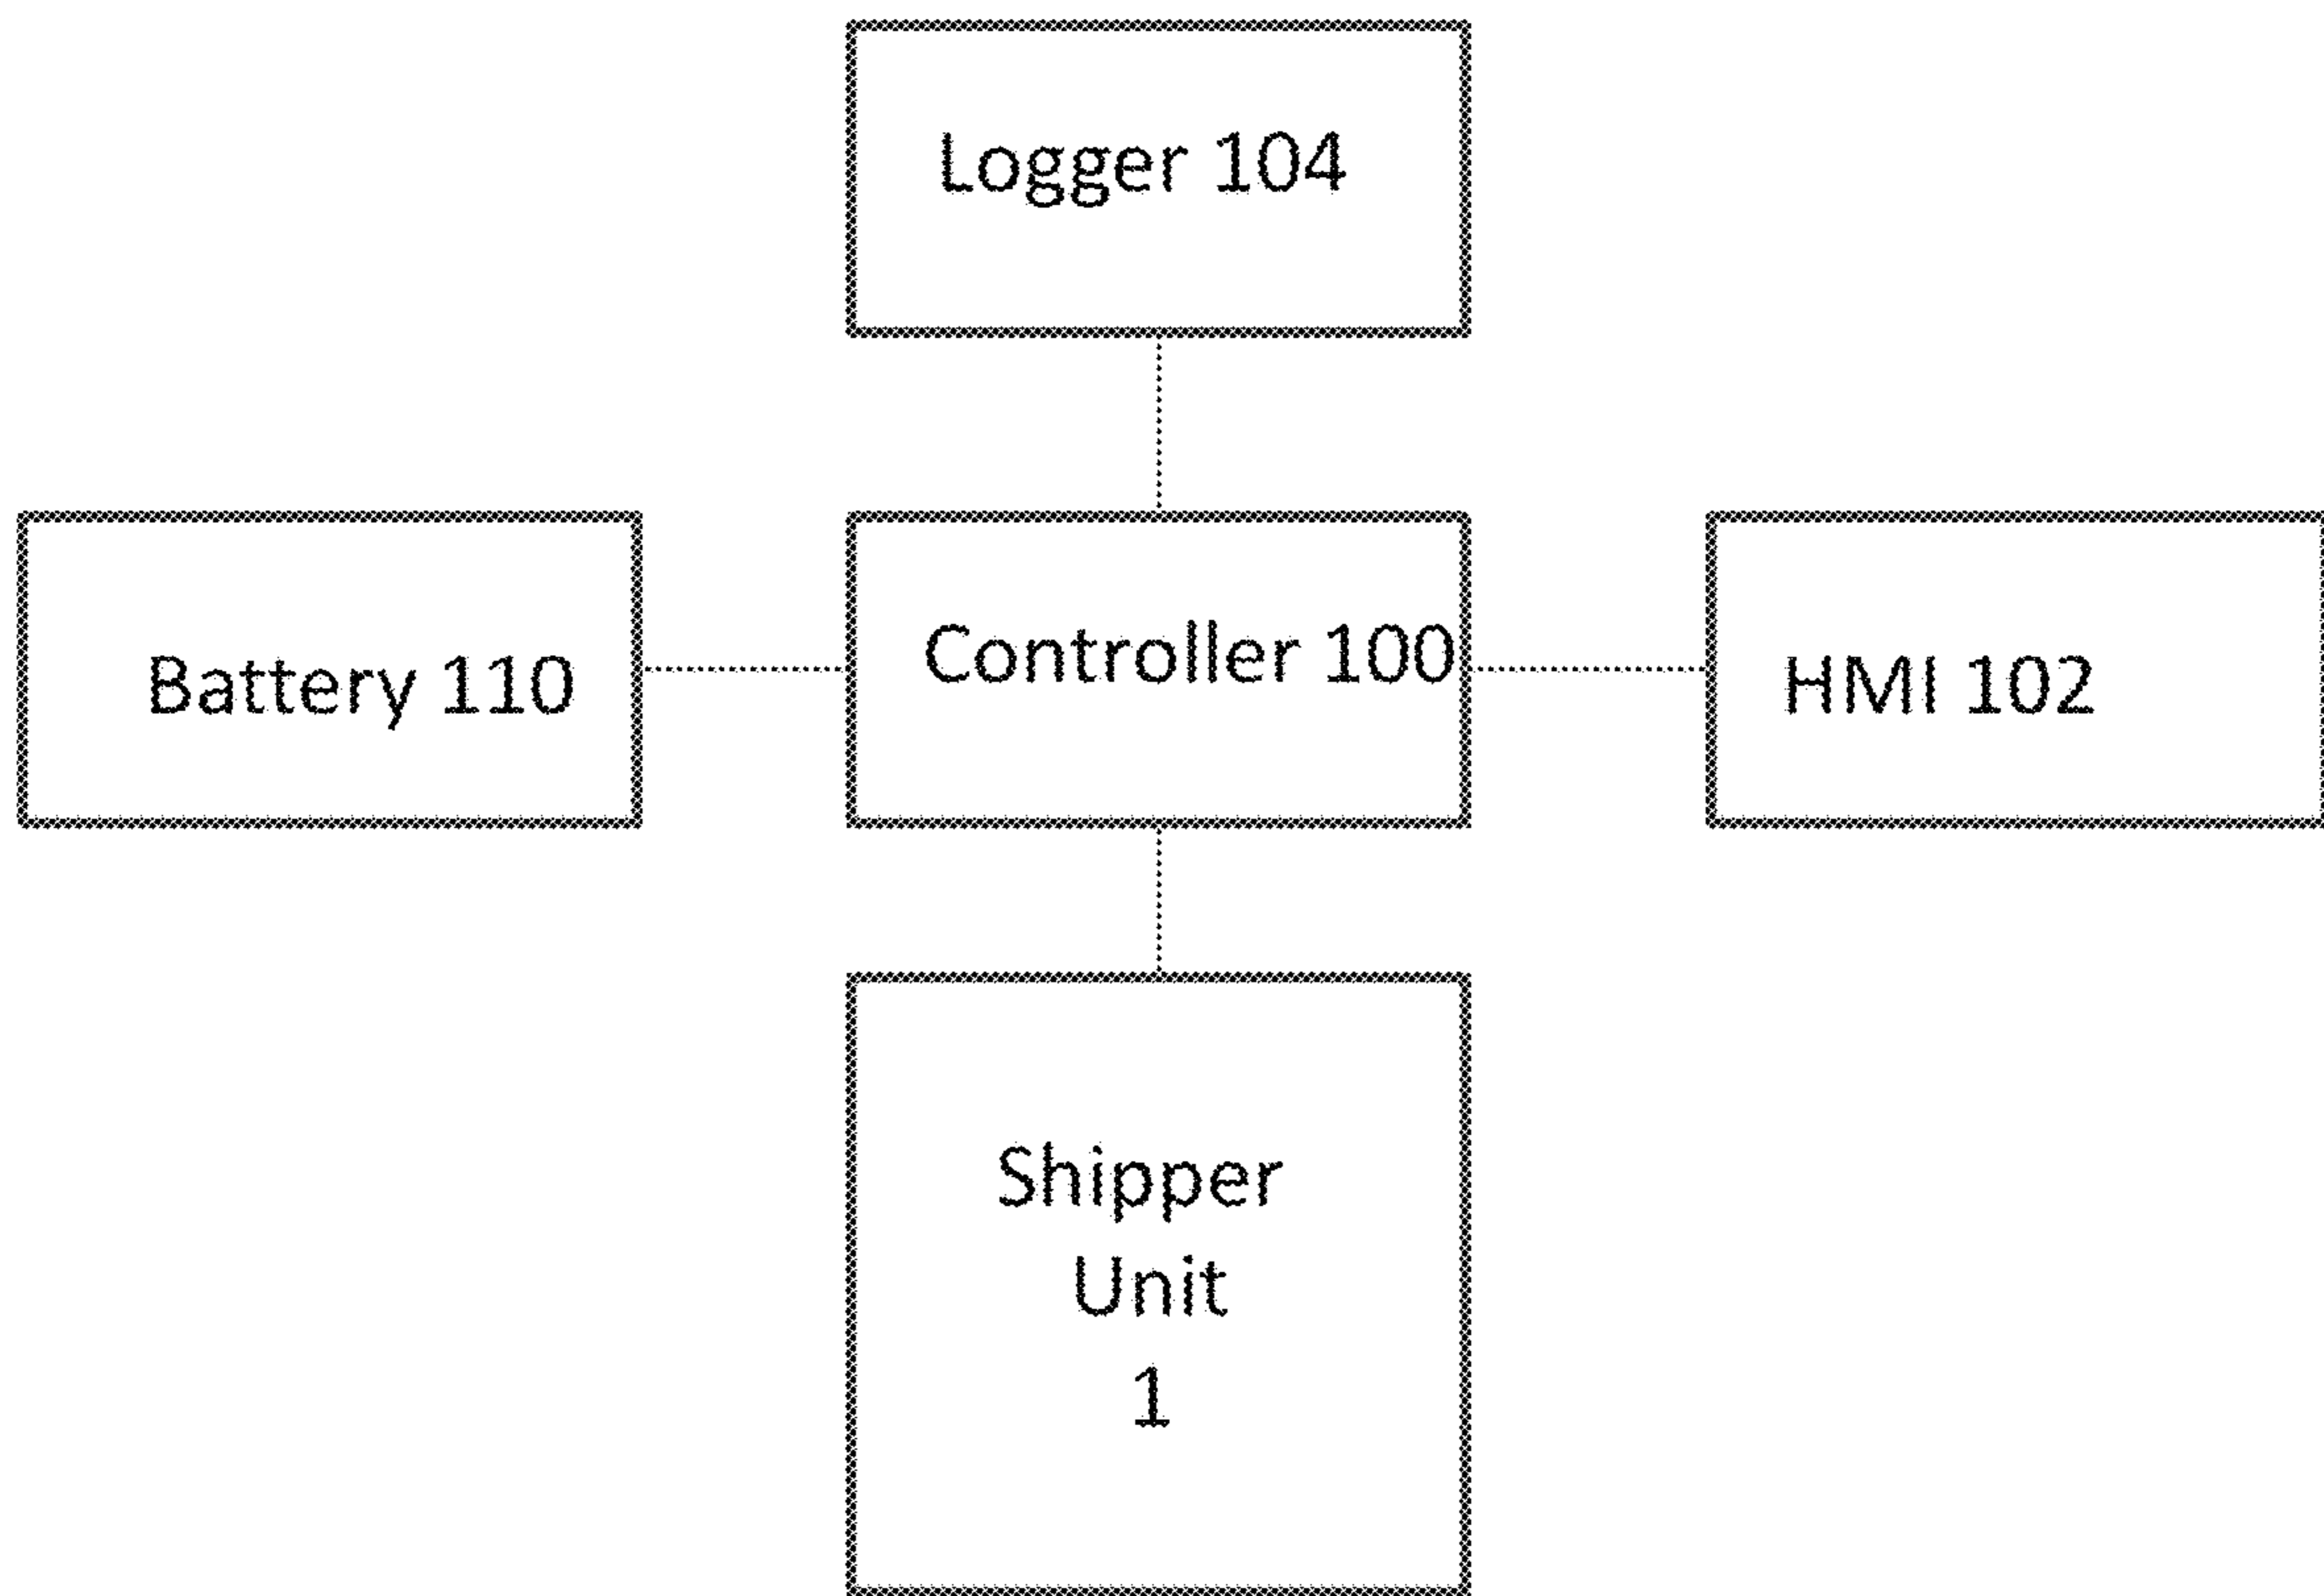 Logger 104
Battery 110
Controller 100
HMI 102
Shipper
Unit
1